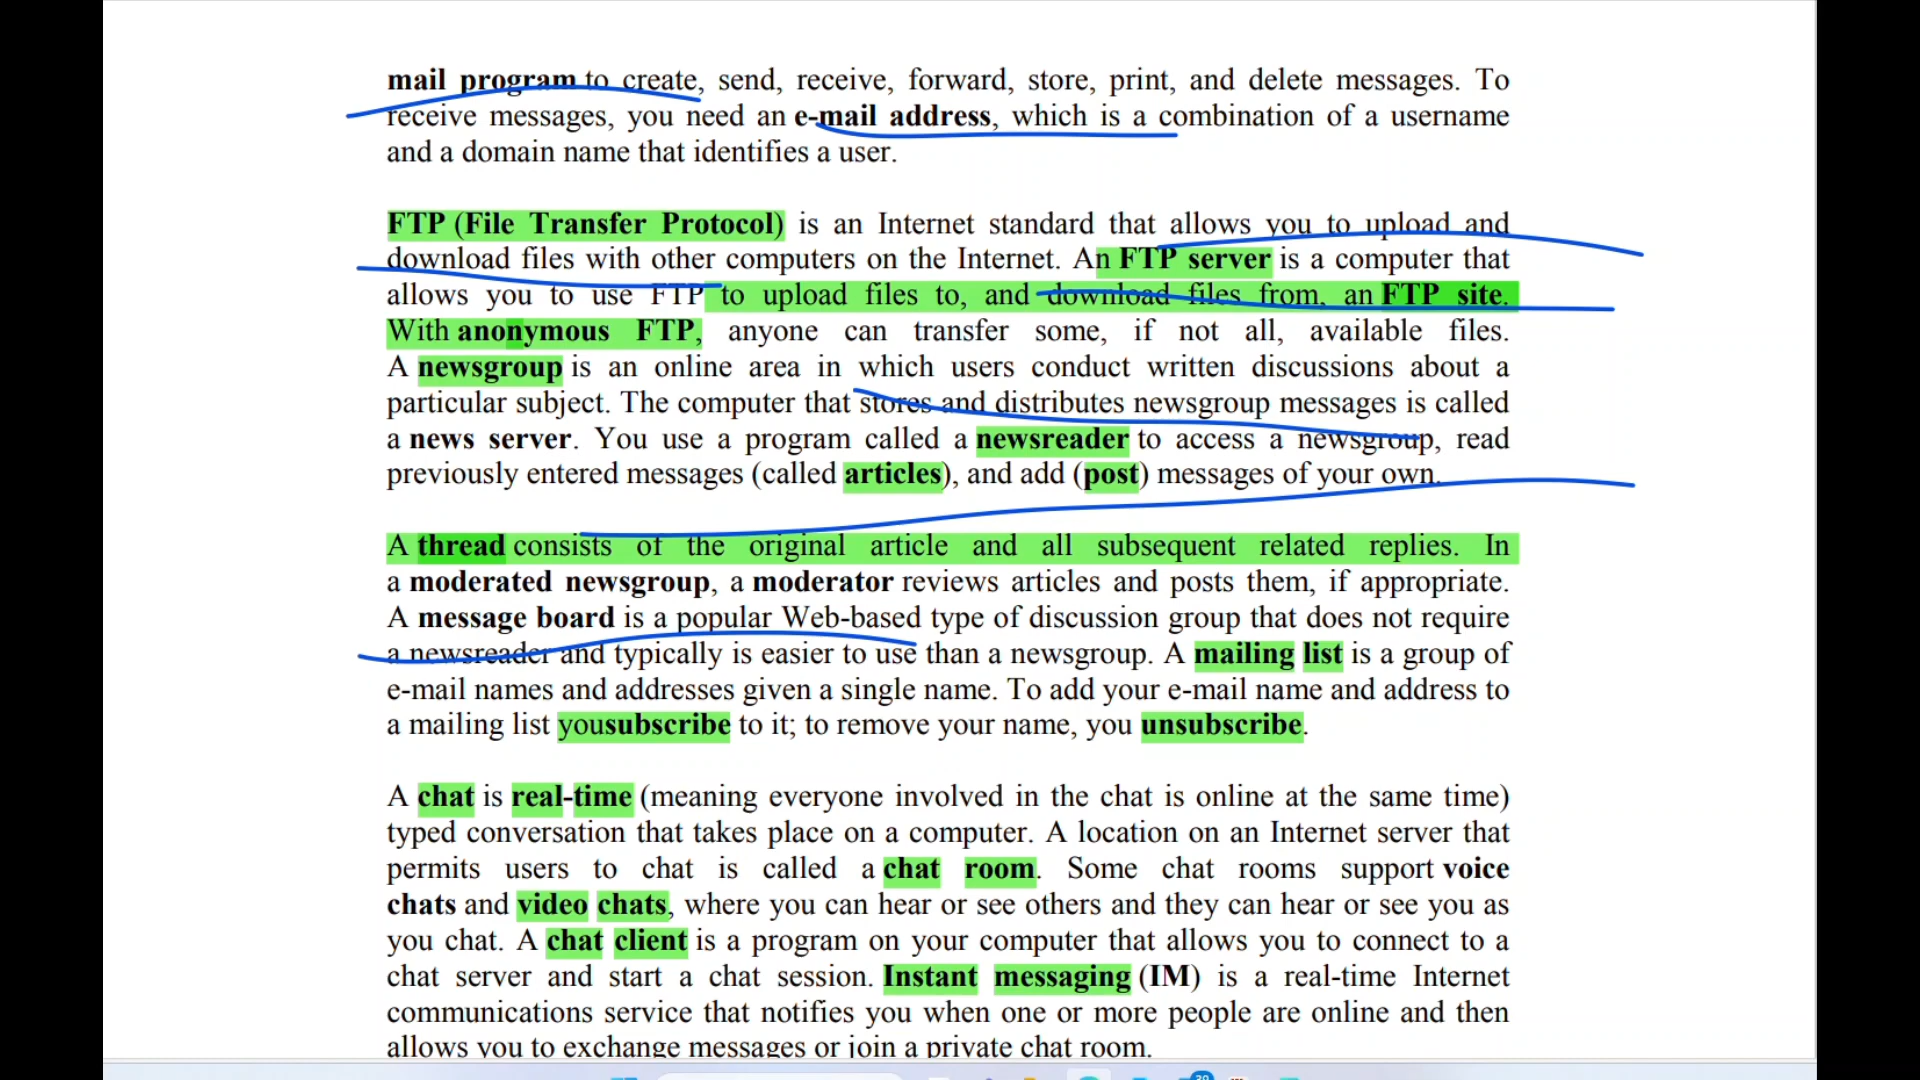 mail program to create, send, receive, forward, store, print, and delete messages. To
receive messages, you need an e-mail address, which is a combination of a username
and a domain name that identifies a user.
FTP (File Transfer Protocol) is an Internet standard that allows you to upload and
download files with other computers on the Internet. An FTP server is a computer that
allows you to use FTP to upload files to, and download files from, an FTP site.
With anonymous FTP, anyone can transfer some, if not all, available files.
A newsgroup is an online area in which users conduct written discussions about a
particular subject. The computer that stores and distributes newsgroup messages is called
a news server. You use a program called a newsreader to access a newsgroup, read
previously entered messages (called articles), and add (post) messages of your own.
A thread consists of the original article and all subsequent related replies. In
a moderated newsgroup, a moderator reviews articles and posts them, if appropriate.
A message board is a popular Web-based type of discussion group that does not require
a newsreader and typically is easier to use than a newsgroup. A mailing list is a group of
e-mail names and addresses given a single name. To add your e-mail name and address to
a mailing list yousubscribe to it; to remove your name, you unsubscribe.
A chat is real-time (meaning everyone involved in the chat is online at the same time)
typed conversation that takes place on a computer. A location on an Internet server that
permits users to chat is called a chat room. Some chat rooms support voice
chats and video chats, where you can hear or see others and they can hear or see you as
you chat. A chat client is a program on your computer that allows you to connect to a
chat server and start a chat session. Instant messaging (IM) is a real-time Internet
communications service that notifies you when one or more people are online and then
allows you to exchange messages or join a private chat room.